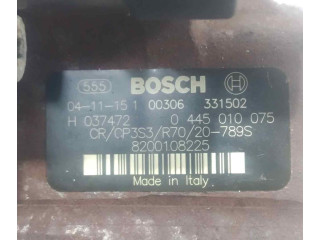 555 BOSCH
04-11-15 1 00306 331502
H 037472 0 445 010 075
CR/CP3S3/R70/20-789S
8200108225
Made in Italy